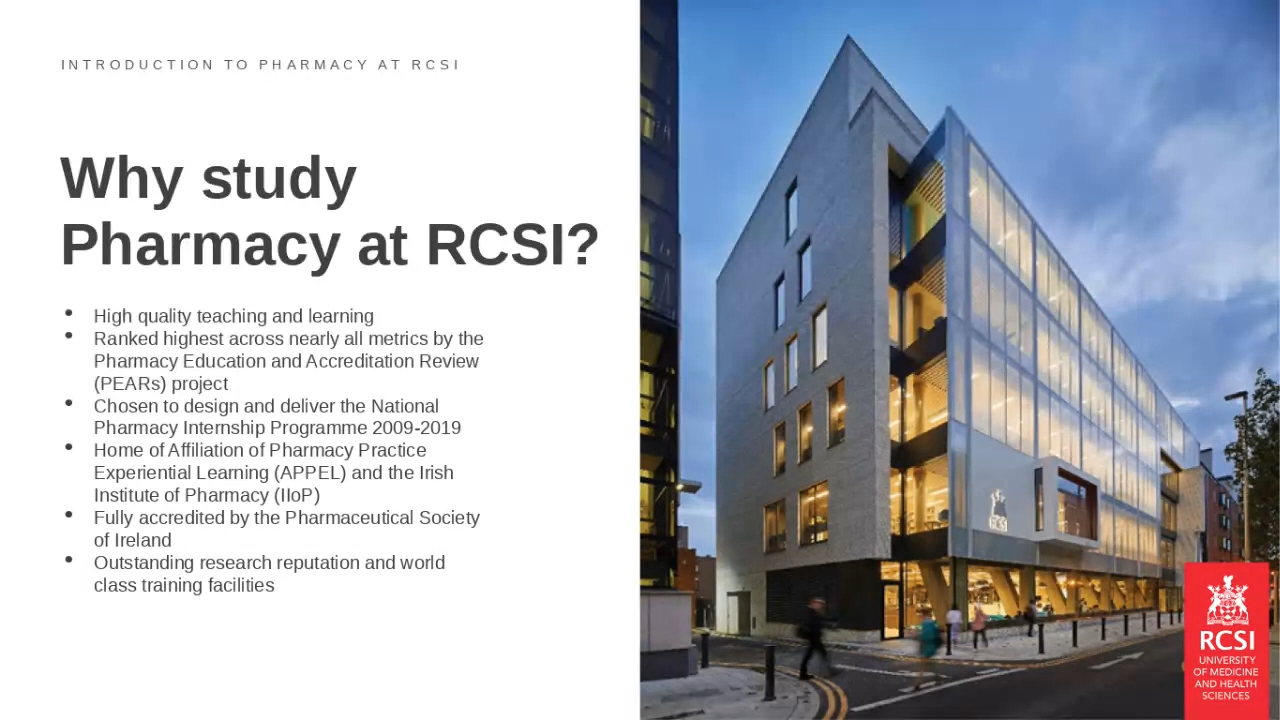 INTRODUCTION TO PHARMACY AT RCSI
Why study
Pharmacy at RCSI?
• High quality teaching and learning
• Ranked highest across nearly all metrics by the
Pharmacy Education and Accreditation Review
(PEARs) project
• Chosen to design and deliver the National
Pharmacy Internship Programme 2009-2019
• Home of Affiliation of Pharmacy Practice
Experiential Learning (APPEL) and the Irish
Institute of Pharmacy (IIoP)
• Fully accredited by the Pharmaceutical Society
of Ireland
• Outstanding research reputation and world
class training facilities
RCSI
RCSI
UNIVERSITY
OF MEDICINE
AND HEALTH
SCIENCES